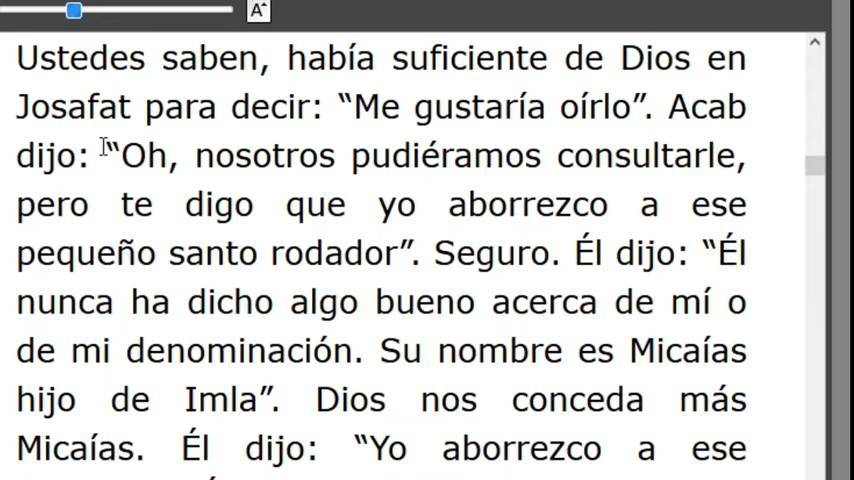 A
Ustedes saben, había suficiente de Dios en
Josafat para decir: “Me gustaría oírlo”. Acab
dijo: “Oh, nosotros pudiéramos consultarle,
pero te digo que yo aborrezco a ese
pequeño santo rodador”. Seguro. Él dijo: “Él
nunca ha dicho algo bueno acerca de mí o
de mi denominación. Su nombre es Micaías
hijo de Imla”. Dios nos conceda más
Micaías. Él dijo: “Yo aborrezco a ese